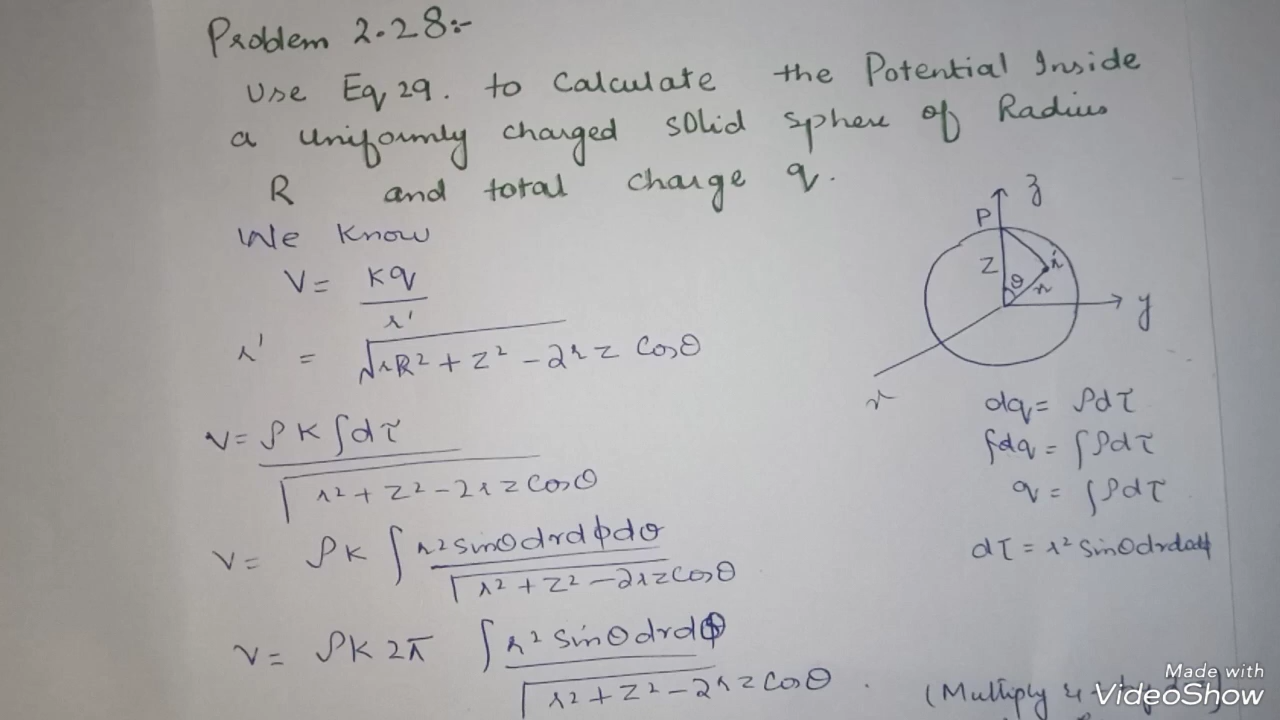 Problem 2.28:-
Use Eq 29. to Calculate the Potential Inside
a uniformly charged solid sphere of Radius
R and total charge q.
We Know
V = Kq / r'
r' = √rR² + z² - 2rz Cosθ
V = ρK∫dτ / √r² + z² - 2rz Cosθ
V = ρK ∫ r² sinθ dr dϕ dθ / √r² + z² - 2rz Cosθ
V = ρK 2π ∫ r² sinθ dr dθ / √r² + z² - 2rz Cosθ .
z
P
z
θ
r
r
y
x
dq = ρdτ
∫dq = ∫ρdτ
q = ∫ρdτ
dτ = r² sinθ dr dθ dϕ
(Multiply &
Made with
VideoShow